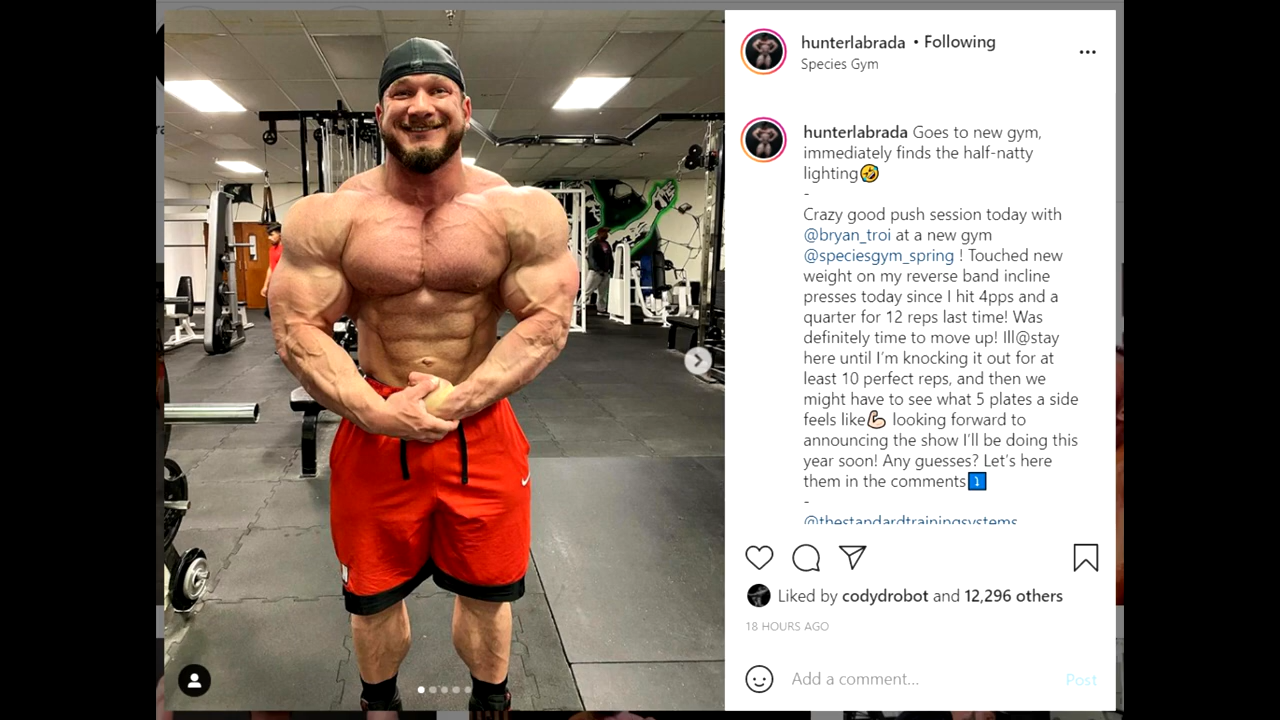 hunterlabrada • Following
Species Gym
hunterlabrada Goes to new gym,
immediately finds the half-natty
lighting🤣
-
Crazy good push session today with
@bryan_troi at a new gym
@speciesgym_spring ! Touched new
weight on my reverse band incline
presses today since I hit 4pps and a
quarter for 12 reps last time! Was
definitely time to move up! Ill@stay
here until I'm knocking it out for at
least 10 perfect reps, and then we
might have to see what 5 plates a side
feels like💪🏻 looking forward to
announcing the show I'll be doing this
year soon! Any guesses? Let's here
them in the comments⤵️
-
@thestandardtrainingsystems
Liked by codydrobot and 12,296 others
18 HOURS AGO
Add a comment...
Post